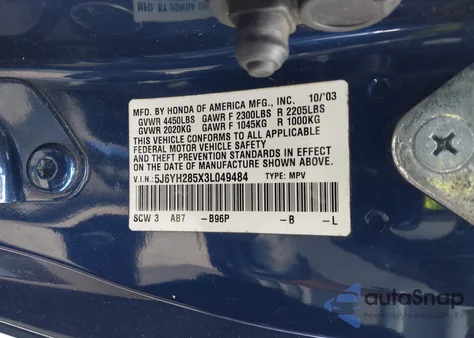 MFD. BY HONDA OF AMERICA MFG., INC. 10/'03
GVWR 4450LBS GAWR F 2300LBS R 2205LBS
GVWR 2020KG GAWR F 1045KG R 1000KG
THIS VEHICLE CONFORMS TO ALL APPLICABLE
FEDERAL MOTOR VEHICLE SAFETY
AND THEFT PREVENTION STANDARDS IN EFFECT
ON THE DATE OF MANUFACTURE SHOWN ABOVE.
V.I.N.: 5J6YH285X3L049484 TYPE: MPV
SCW 3 AB7 -B96P -B -L
autoSnap